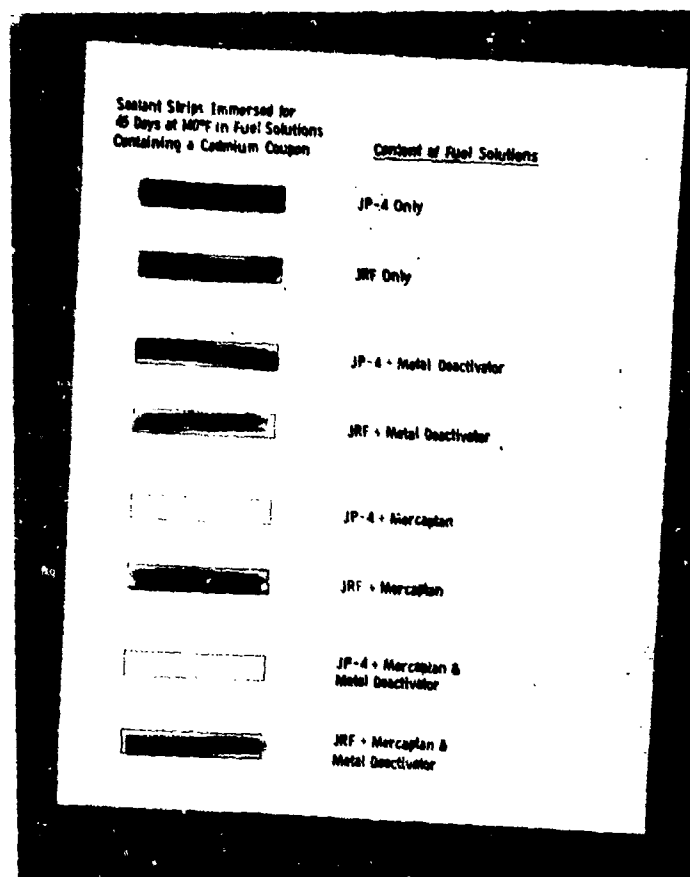 Sealant Strips Immersed for
45 Days at 140°F in Fuel Solutions
Containing a Cadmium Coupon
Content of Fuel Solutions
JP-4 Only
JRF Only
JP-4 + Metal Deactivator
JRF + Metal Deactivator
JP-4 + Mercaptan
JRF + Mercaptan
JP-4 + Mercaptan &
Metal Deactivator
JRF + Mercaptan &
Metal Deactivator